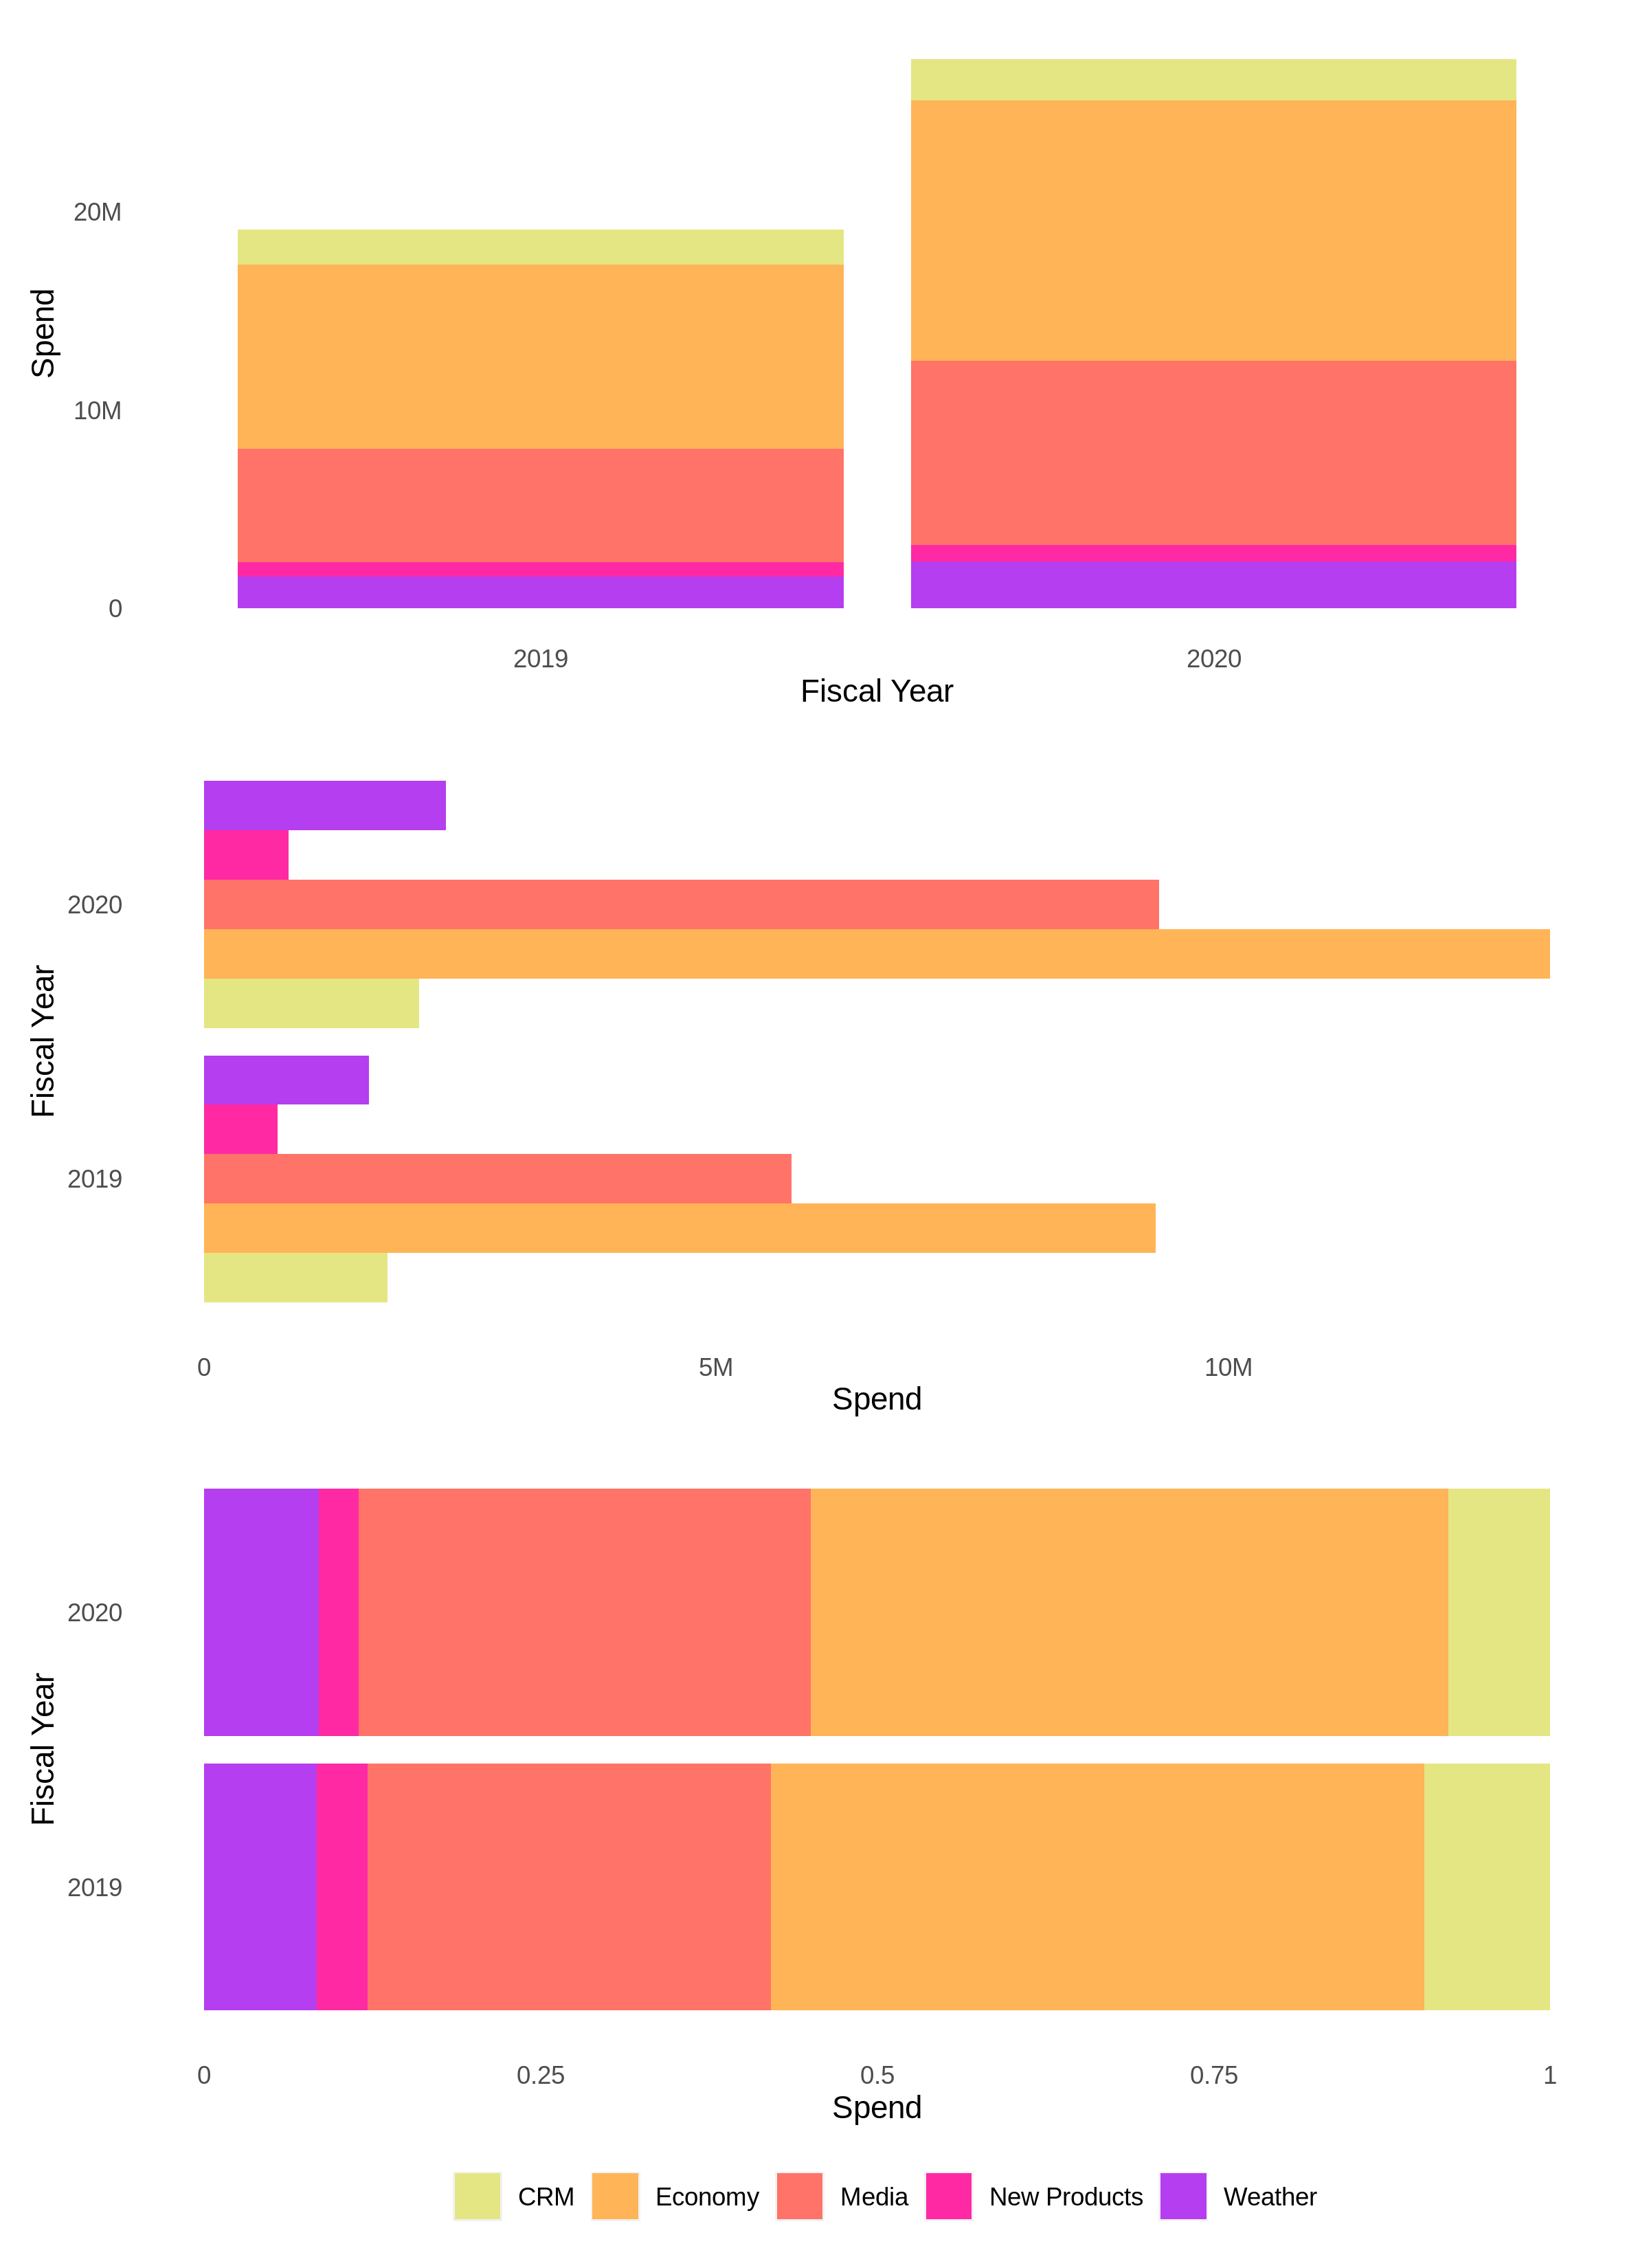 Spend
20M
10M
0
2019 2020
Fiscal Year
Fiscal Year
2020
2019
0 5M 10M
Spend
Fiscal Year
2020
2019
0 0.25 0.5 0.75 1
Spend
CRM Economy Media New Products Weather